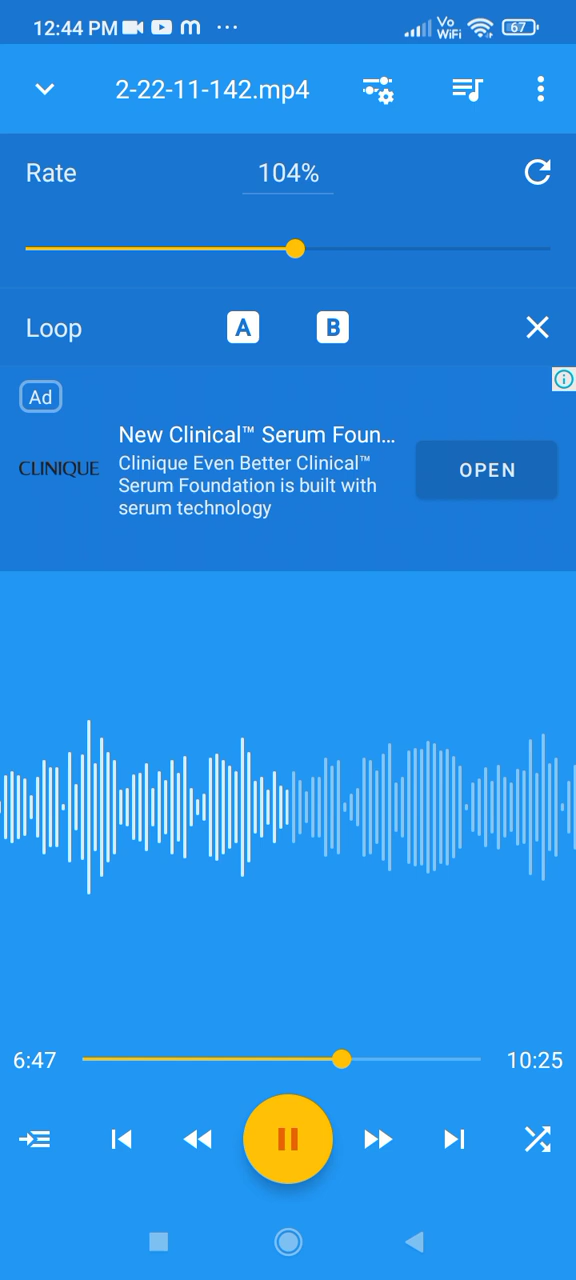 12:44 PM
Vo
WiFi
67
2-22-11-142.mp4
Rate
104%
Loop
A
B
Ad
New Clinical™ Serum Foun...
CLINIQUE
Clinique Even Better Clinical™
Serum Foundation is built with
serum technology
OPEN
6:47
10:25